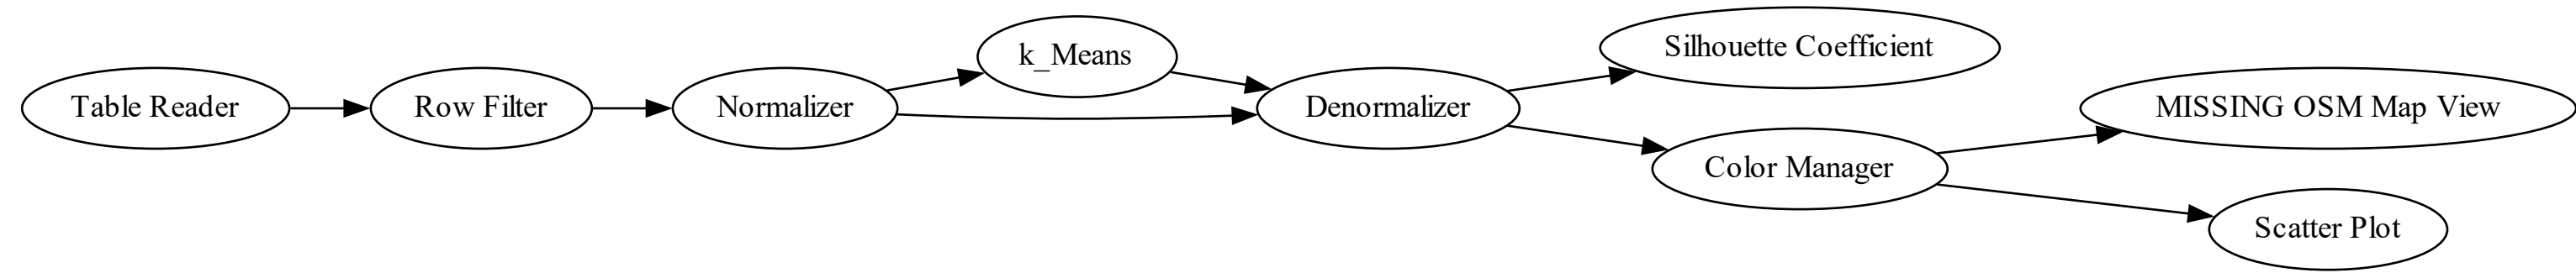 Table Reader
Row Filter
Normalizer
k_Means
Denormalizer
Silhouette Coefficient
Color Manager
MISSING OSM Map View
Scatter Plot